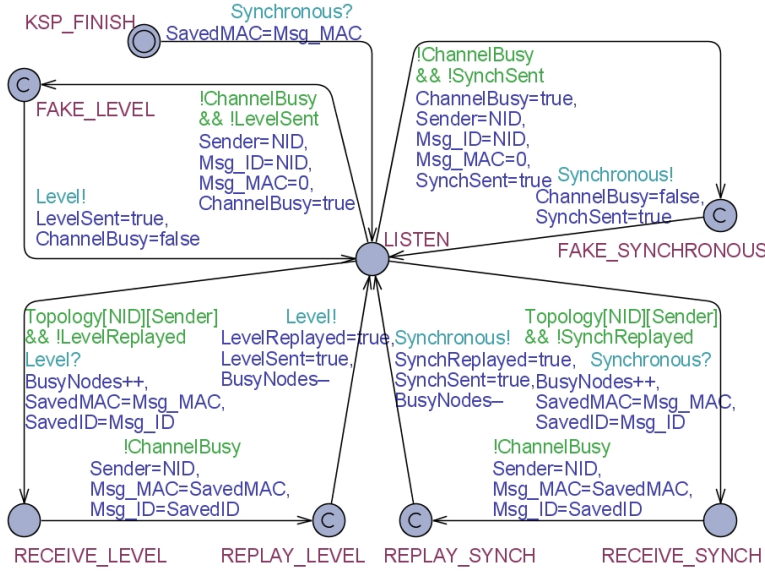 KSP_FINISH
Synchronous?
SavedMAC=Msg_MAC
C
FAKE_LEVEL
!ChannelBusy
&& !LevelSent
Sender=NID,
Msg_ID=NID,
Msg_MAC=0,
ChannelBusy=true
!ChannelBusy
&& !SynchSent
ChannelBusy=true,
Sender=NID,
Msg_ID=NID,
Msg_MAC=0,
SynchSent=true
Synchronous!
ChannelBusy=false,
SynchSent=true
C
FAKE_SYNCHRONOUS
Level!
LevelSent=true,
ChannelBusy=false
LISTEN
Topology[NID][Sender]
&& !LevelReplayed
Level?
BusyNodes++,
SavedMAC=Msg_MAC,
SavedID=Msg_ID
Level!
LevelReplayed=true,
LevelSent=true,
BusyNodes--
Synchronous!
SynchReplayed=true,
SynchSent=true,
BusyNodes--
Topology[NID][Sender]
&& !SynchReplayed
Synchronous?
BusyNodes++,
SavedMAC=Msg_MAC,
SavedID=Msg_ID
!ChannelBusy
Sender=NID,
Msg_MAC=SavedMAC,
Msg_ID=SavedID
!ChannelBusy
Sender=NID,
Msg_MAC=SavedMAC,
Msg_ID=SavedID
C
C
RECEIVE_LEVEL
REPLAY_LEVEL
REPLAY_SYNCH
RECEIVE_SYNCH